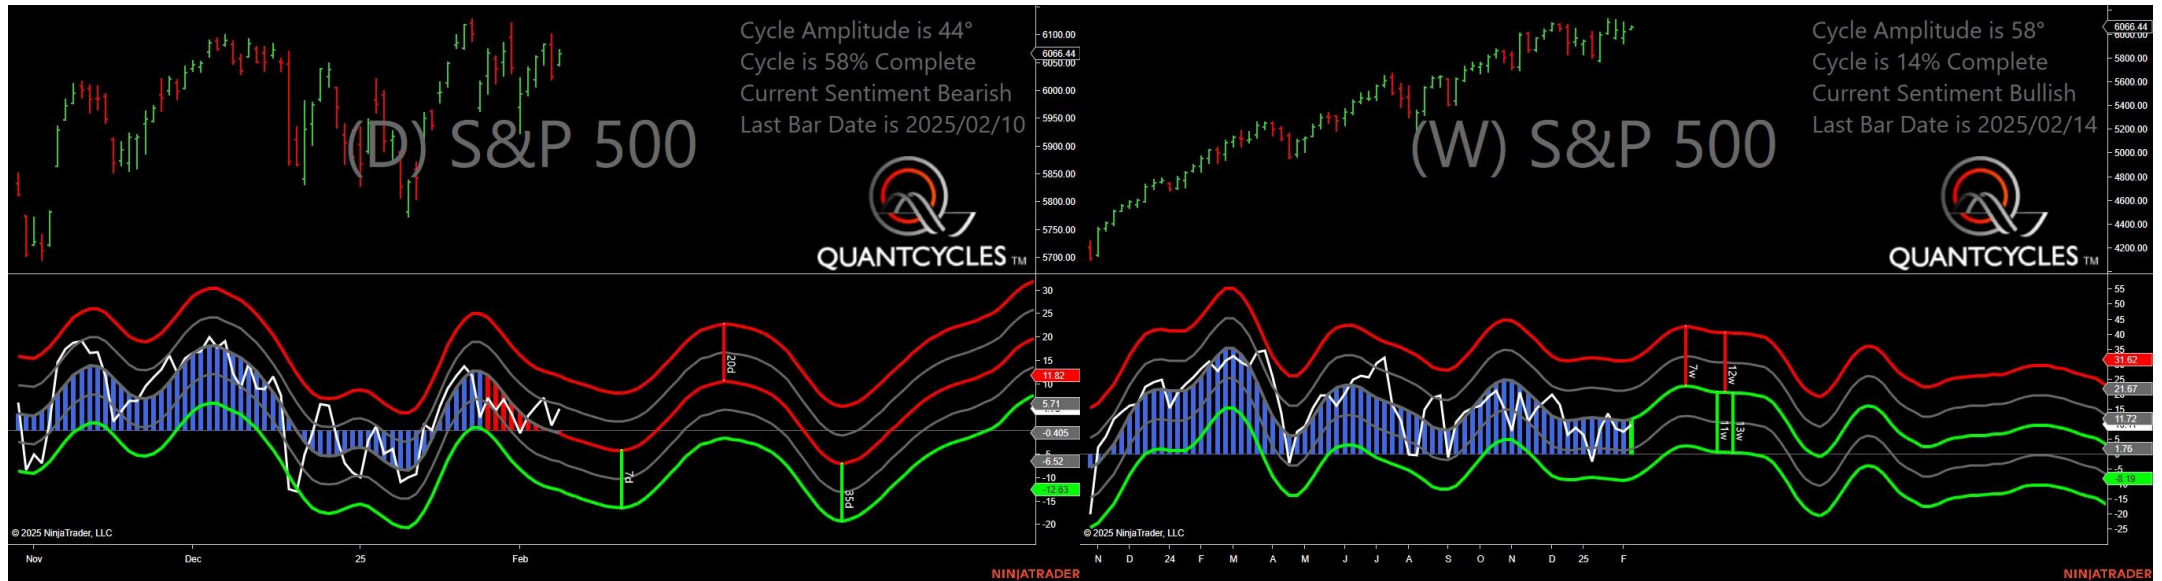 Cycle Amplitude is 44°
Cycle is 58% Complete
Current Sentiment Bearish
Last Bar Date is 2025/02/10
(D) S&P 500
QUANTCYCLES TM
6100.00
6066.44
6050.00
6000.00
5950.00
5900.00
5850.00
5800.00
5750.00
5700.00
30
25
20
15
11.82
10
5.71
-0.405
-6.52
-10
-12.63
-15
-20
20d
7d
35d
© 2025 NinjaTrader, LLC
Nov
Dec
25
Feb
NINJATRADER
Cycle Amplitude is 58°
Cycle is 14% Complete
Current Sentiment Bullish
Last Bar Date is 2025/02/14
(W) S&P 500
QUANTCYCLES TM
6066.44
6000.00
5800.00
5600.00
5400.00
5200.00
5000.00
4800.00
4600.00
4400.00
4200.00
55
50
45
40
35
31.62
25
21.67
15
11.72
5
1.76
-5
-8.19
-15
-20
-25
7w
12w
11w
13w
© 2025 NinjaTrader, LLC
N D 24 F M A M J J A S O N D 25 F
NINJATRADER